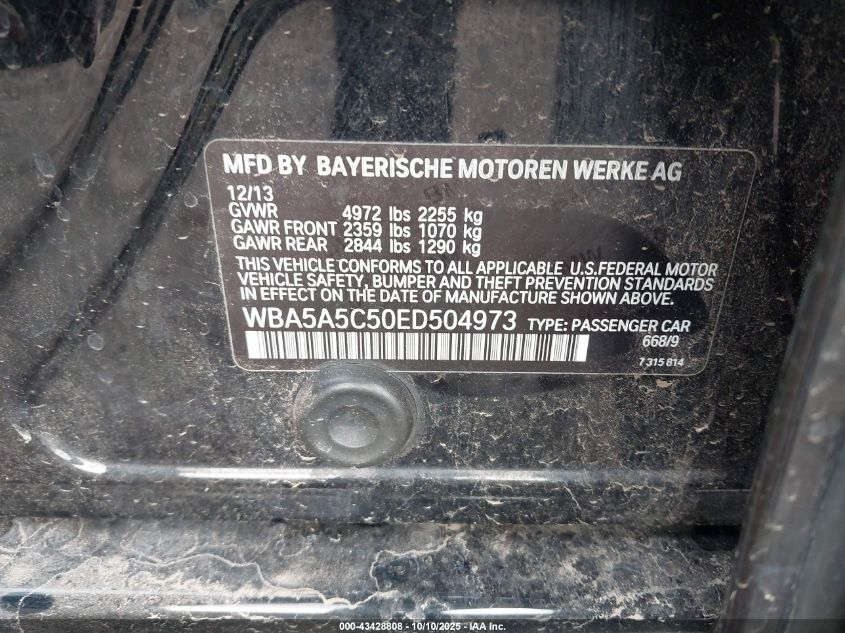 MFD BY BAYERISCHE MOTOREN WERKE AG
12/13
GVWR 4972 lbs 2255 kg
GAWR FRONT 2359 lbs 1070 kg
GAWR REAR 2844 lbs 1290 kg
THIS VEHICLE CONFORMS TO ALL APPLICABLE U.S.FEDERAL MOTOR
VEHICLE SAFETY, BUMPER AND THEFT PREVENTION STANDARDS
IN EFFECT ON THE DATE OF MANUFACTURE SHOWN ABOVE.
WBA5A5C50ED504973 TYPE: PASSENGER CAR
668/9
7 315 814
000-43428808 - 10/10/2025 - IAA Inc.